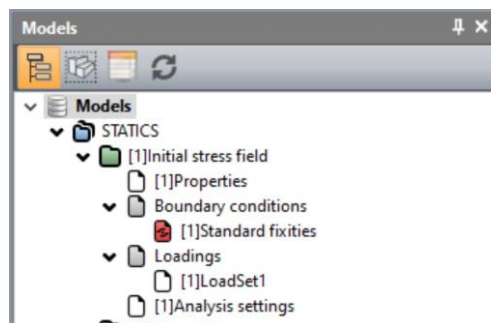 Models
Models
STATICS
[1]Initial stress field
[1]Properties
Boundary conditions
[1]Standard fixities
Loadings
[1]LoadSet1
[1]Analysis settings